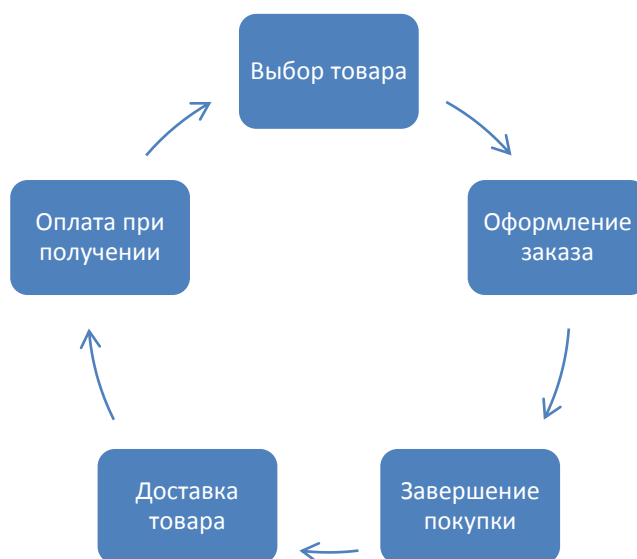 Выбор товара
Оформление
заказа
Завершение
покупки
Доставка
товара
Оплата при
получении